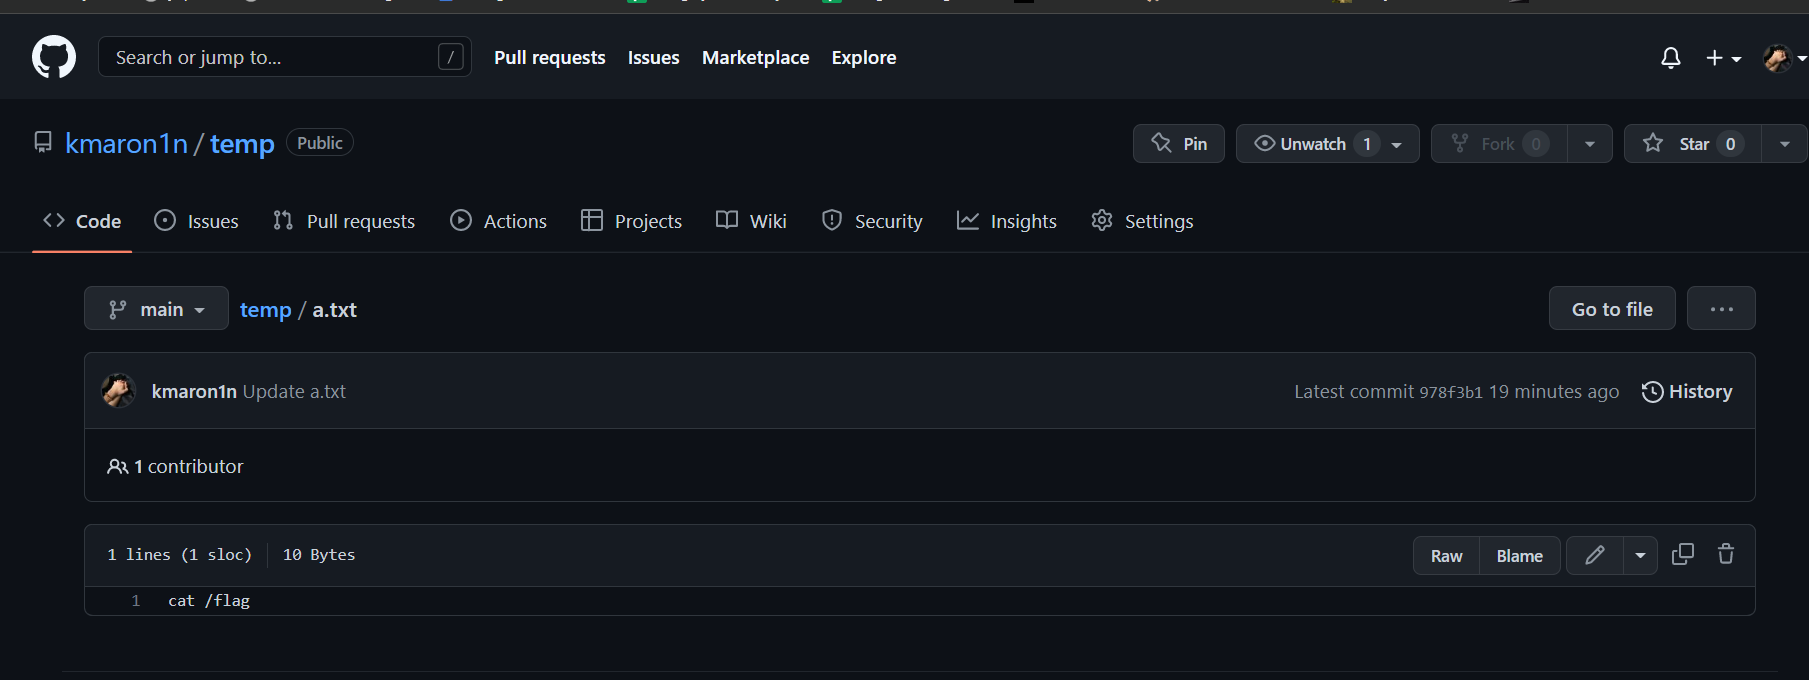 Search or jump to... /
Pull requests Issues Marketplace Explore
kmaron1n / temp Public
Pin Unwatch 1 Fork 0 Star 0
Code Issues Pull requests Actions Projects Wiki Security Insights Settings
main temp / a.txt
Go to file ...
kmaron1n Update a.txt
Latest commit 978f3b1 19 minutes ago History
1 contributor
1 lines (1 sloc) 10 Bytes
Raw Blame
1 cat /flag